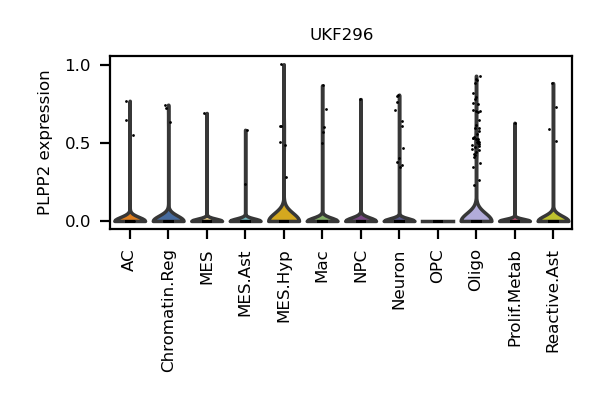 UKF296
PLPP2 expression
1.0
0.5
0.0
AC
Chromatin.Reg
MES
MES.Ast
MES.Hyp
Mac
NPC
Neuron
OPC
Oligo
Prolif.Metab
Reactive.Ast